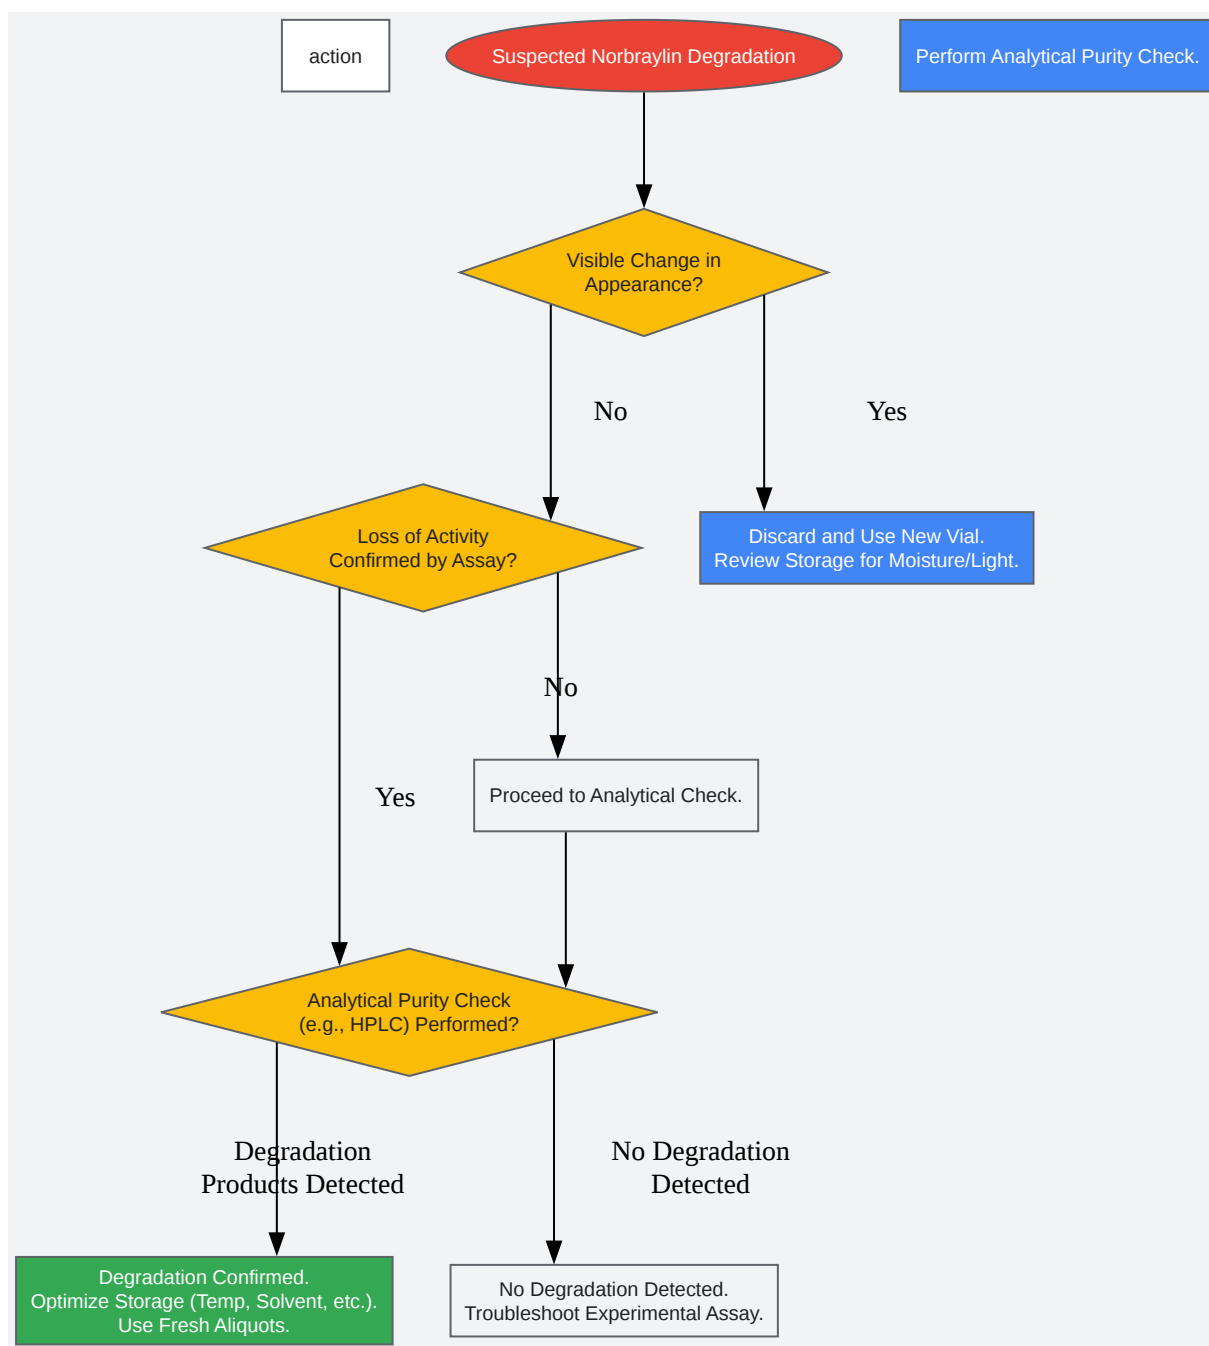 action
Suspected Norbraylin Degradation
Perform Analytical Purity Check.
Visible Change in
Appearance?
No
Yes
Loss of Activity
Confirmed by Assay?
Discard and Use New Vial.
Review Storage for Moisture/Light.
No
Yes
Proceed to Analytical Check.
Analytical Purity Check
(e.g., HPLC) Performed?
Degradation
Products Detected
No Degradation
Detected
Degradation Confirmed.
Optimize Storage (Temp, Solvent, etc.).
Use Fresh Aliquots.
No Degradation Detected.
Troubleshoot Experimental Assay.